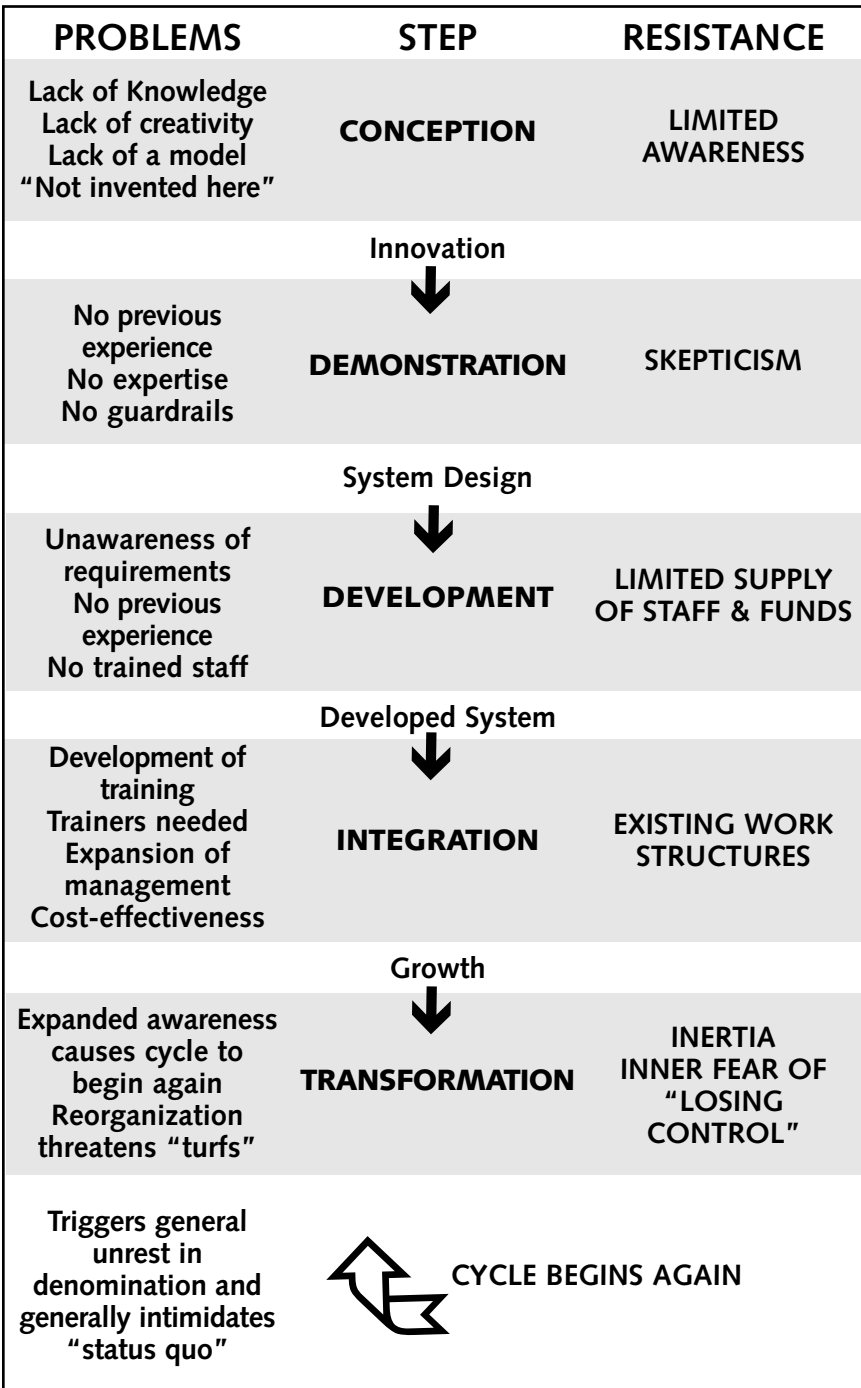 PROBLEMS STEP RESISTANCE
Lack of Knowledge
Lack of creativity
Lack of a model
“Not invented here”
CONCEPTION
LIMITED
AWARENESS
Innovation
No previous
experience
No expertise
No guardrails
DEMONSTRATION
SKEPTICISM
System Design
Unawareness of
requirements
No previous
experience
No trained staff
DEVELOPMENT
LIMITED SUPPLY
OF STAFF & FUNDS
Developed System
Development of
training
Trainers needed
Expansion of
management
Cost-effectiveness
INTEGRATION
EXISTING WORK
STRUCTURES
Growth
Expanded awareness
causes cycle to
begin again
Reorganization
threatens “turfs”
TRANSFORMATION
INERTIA
INNER FEAR OF
“LOSING
CONTROL”
Triggers general
unrest in
denomination and
generally intimidates
“status quo”
CYCLE BEGINS AGAIN